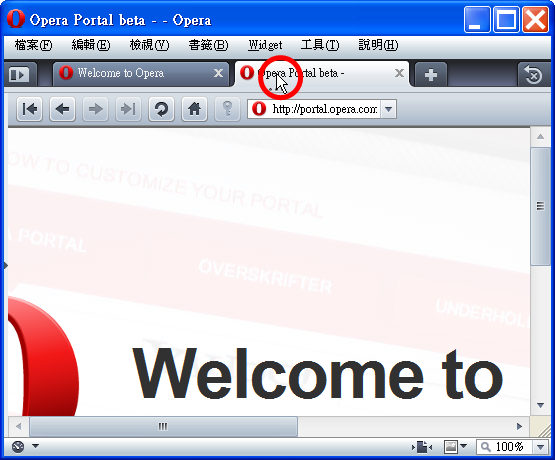 Opera Portal beta - - Opera
檔案(F) 編輯(E) 檢視(V) 書籤(B) Widget 工具(T) 說明(H)
Welcome to Opera Opera Portal beta -
http://portal.opera.com
OW TO CUSTOMIZE YOUR PORTAL
A PORTAL OVERSKRIFTER UNDERHOL
Welcome to
100%